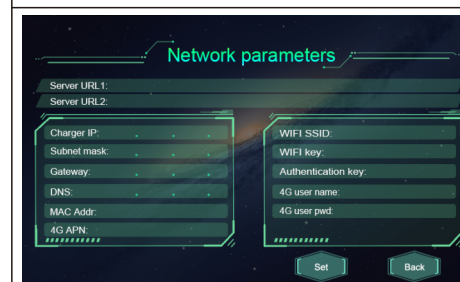 Network parameters
Server URL1:
Server URL2:
Charger IP: . . .
Subnet mask: . . .
Gateway: . . .
DNS: . . .
MAC Addr:
4G APN:
WIFI SSID:
WIFI key:
Authentication key:
4G user name:
4G user pwd:
Set
Back